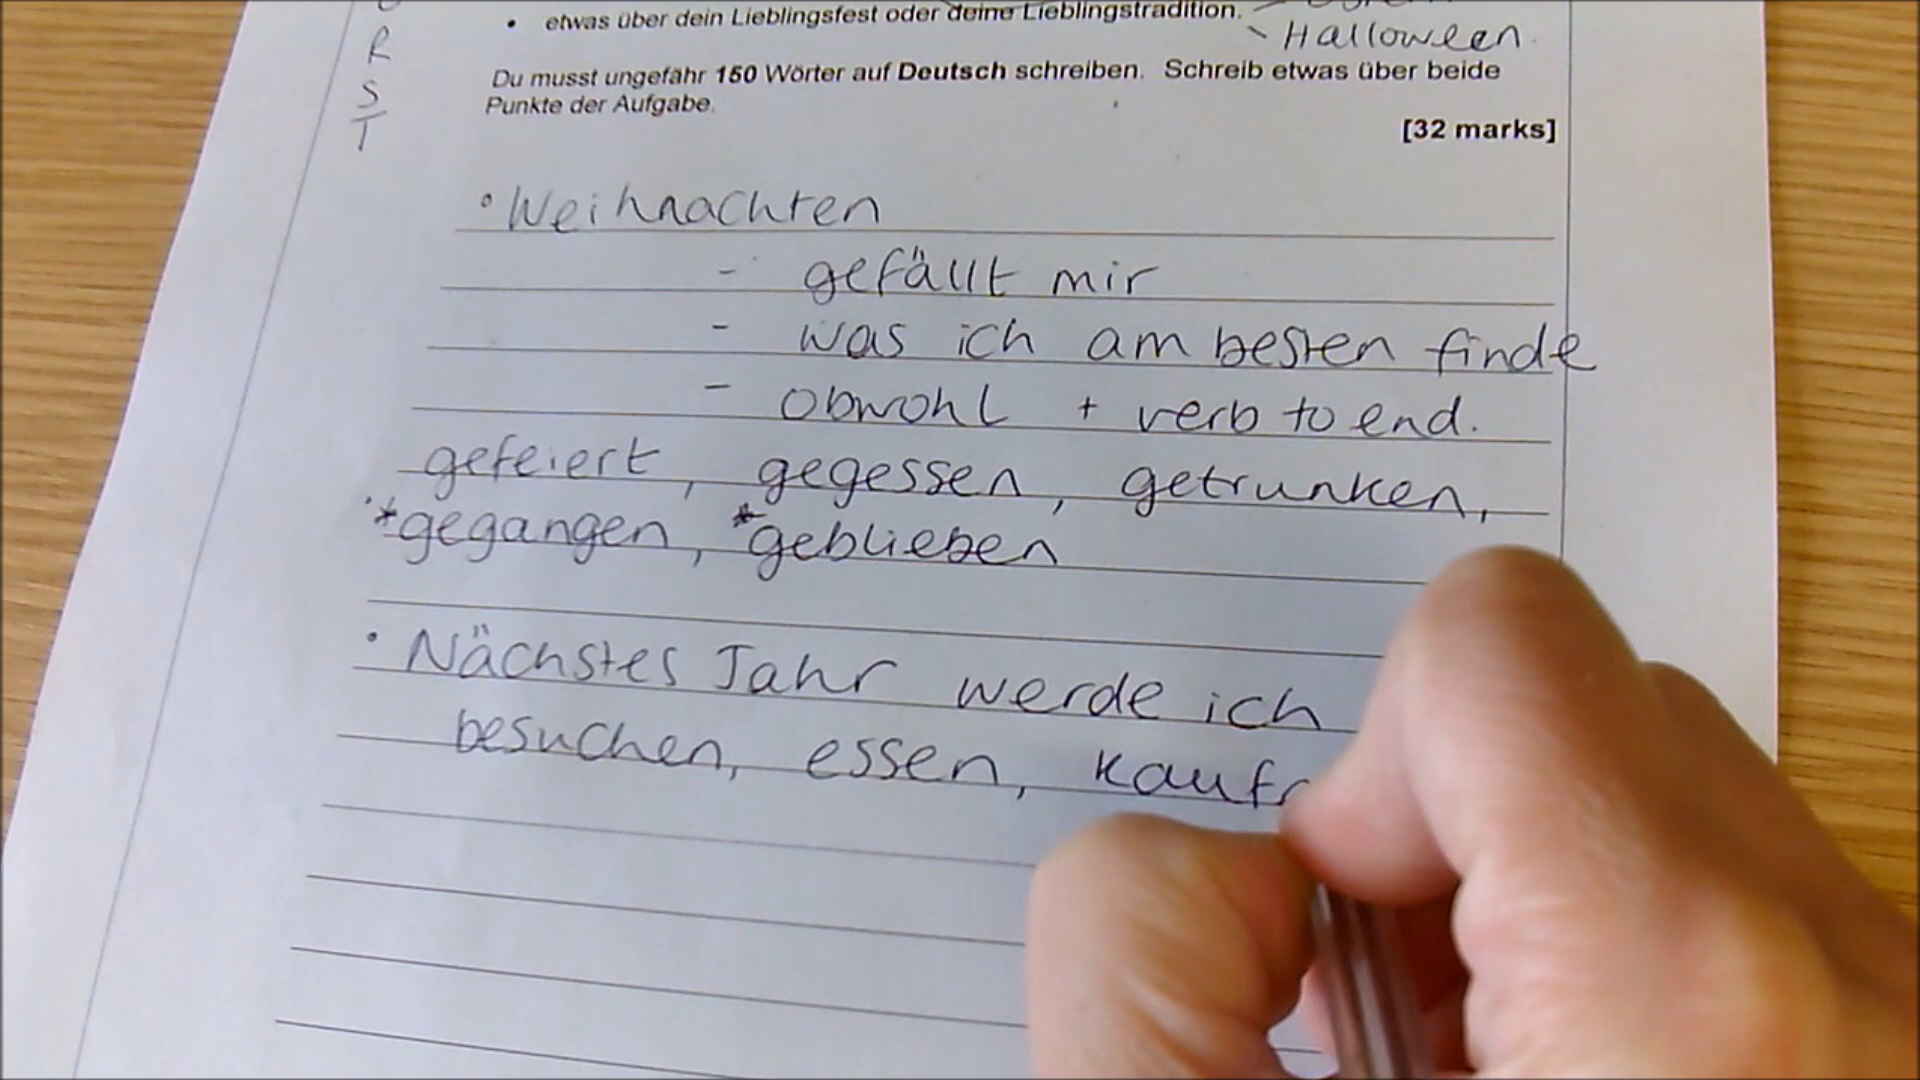 R
S
T
• etwas über dein Lieblingsfest oder deine Lieblingstradition.
Halloween
Du musst ungefähr 150 Wörter auf Deutsch schreiben. Schreib etwas über beide
Punkte der Aufgabe.
[32 marks]
• Weihnachten
- gefällt mir
- was ich am besten finde
- obwohl + verb to end.
gefeiert, gegessen, getrunken,
*gegangen, *geblieben
• Nächstes Jahr werde ich
besuchen, essen,